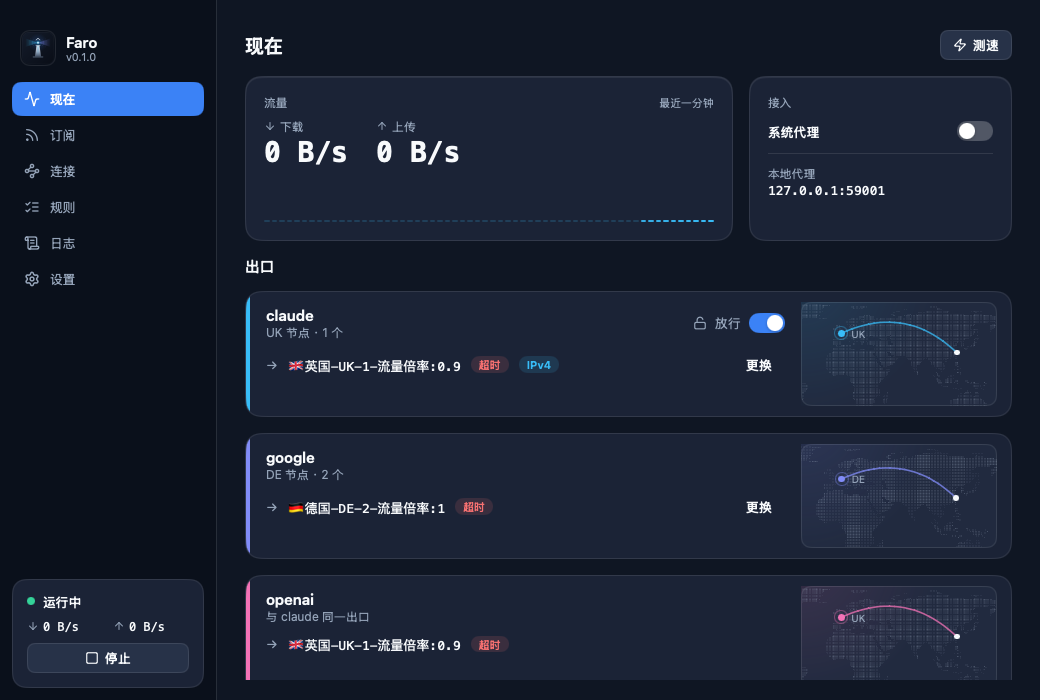 Faro
v0.1.0
现在
订阅
连接
规则
日志
设置
运行中
↓ 0 B/s ↑ 0 B/s
停止
现在
测速
流量 最近一分钟
↓ 下载 ↑ 上传
0 B/s 0 B/s
接入
系统代理
本地代理
127.0.0.1:59001
出口
claude
UK 节点 · 1 个
放行
→ 🇬🇧英国-UK-1-流量倍率:0.9 超时 IPv4 更换
UK
google
DE 节点 · 2 个
→ 🇩🇪德国-DE-2-流量倍率:1 超时 更换
DE
openai
与 claude 同一出口
→ 🇬🇧英国-UK-1-流量倍率:0.9 超时
UK